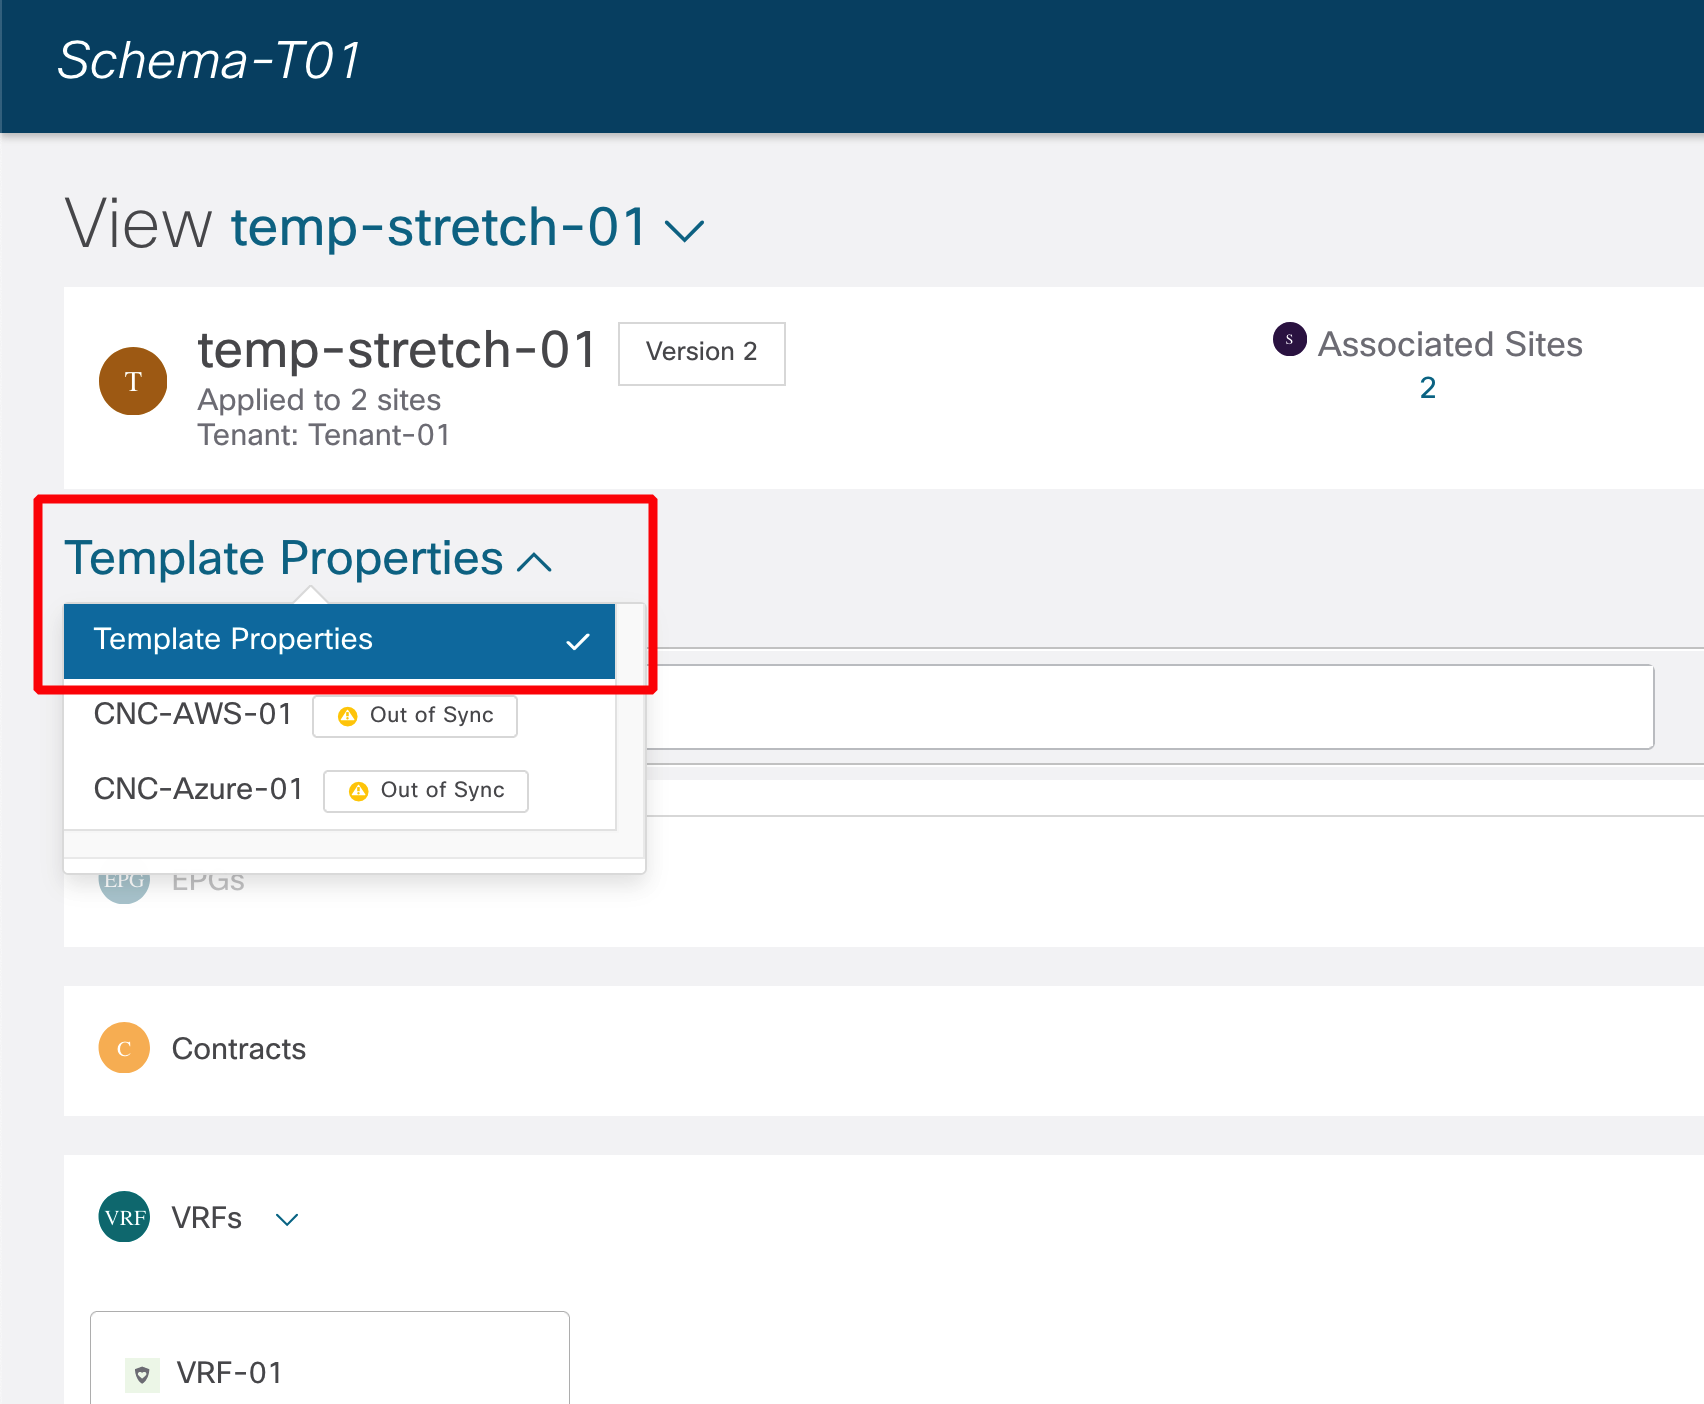 Schema-T01
View temp-stretch-01
T
temp-stretch-01
Version 2
Applied to 2 sites
Tenant: Tenant-01
S
Associated Sites
2
Template Properties
Template Properties
CNC-AWS-01
Out of Sync
CNC-Azure-01
Out of Sync
EPG
EPGs
C
Contracts
VRF
VRFs
VRF-01